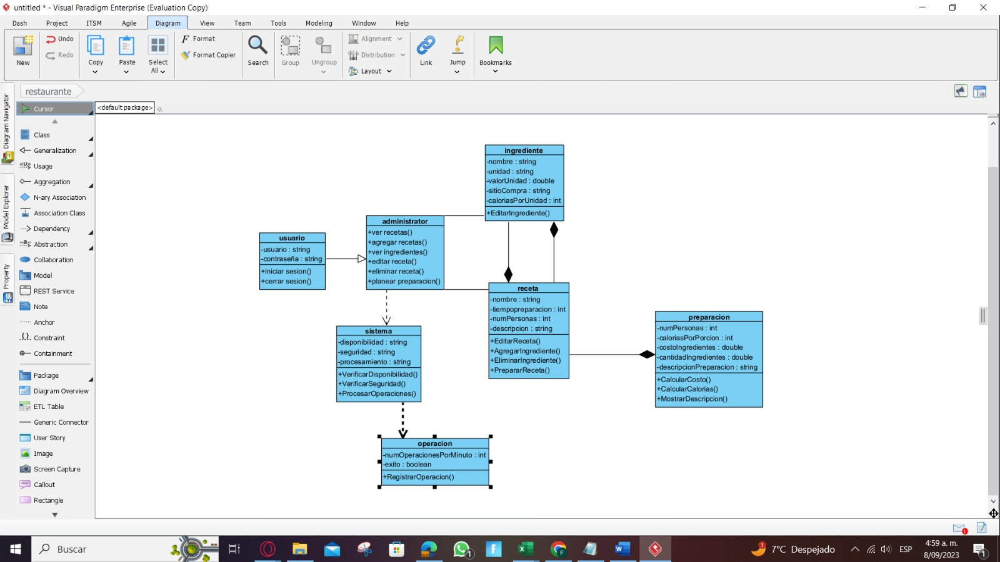 untitled * - Visual Paradigm Enterprise (Evaluation Copy)
Dash Project ITSM Agile Diagram View Team Tools Modeling Window Help
New
Undo
Redo
Copy
Paste
Select
All
Format
Format Copier
Search
Group
Ungroup
Alignment
Distribution
Layout
Link
Jump
Bookmarks
restaurante
<default package>
Diagram Navigator
Model Explorer
Property
Cursor
Class
Generalization
Usage
Aggregation
N-ary Association
Association Class
Dependency
Abstraction
Collaboration
Model
REST Service
Note
Anchor
Constraint
Containment
Package
Diagram Overview
ETL Table
Generic Connector
User Story
Image
Screen Capture
Callout
Rectangle
ingrediente
-nombre : string
-unidad : string
-valorUnidad : double
-sitioCompra : string
-caloriasPorUnidad : int
+EditarIngrediente()
administrator
+ver recetas()
+agregar recetas()
+ver ingredientes()
+editar receta()
+eliminar receta()
+planear preparacion()
usuario
-usuario : string
-contraseña : string
+iniciar sesion()
+cerrar sesion()
receta
-nombre : string
-tiempopreparacion : int
-numPersonas : int
-descripcion : string
+EditarReceta()
+AgregarIngrediente()
+EliminarIngrediente()
+PrepararReceta()
preparacion
-numPersonas : int
-caloriasPorPorcion : int
-costoIngredientes : double
-cantidadIngredientes : double
-descripcionPreparacion : string
+CalcularCosto()
+CalcularCalorias()
+MostrarDescripcion()
sistema
-disponibilidad : string
-seguridad : string
-procesamiento : string
+VerificarDisponibilidad()
+VerificarSeguridad()
+ProcesarOperaciones()
operacion
-numOperacionesPorMinuto : int
-exito : boolean
+RegistrarOperacion()
Buscar
7°C Despejado
ESP
4:59 a. m.
8/09/2023